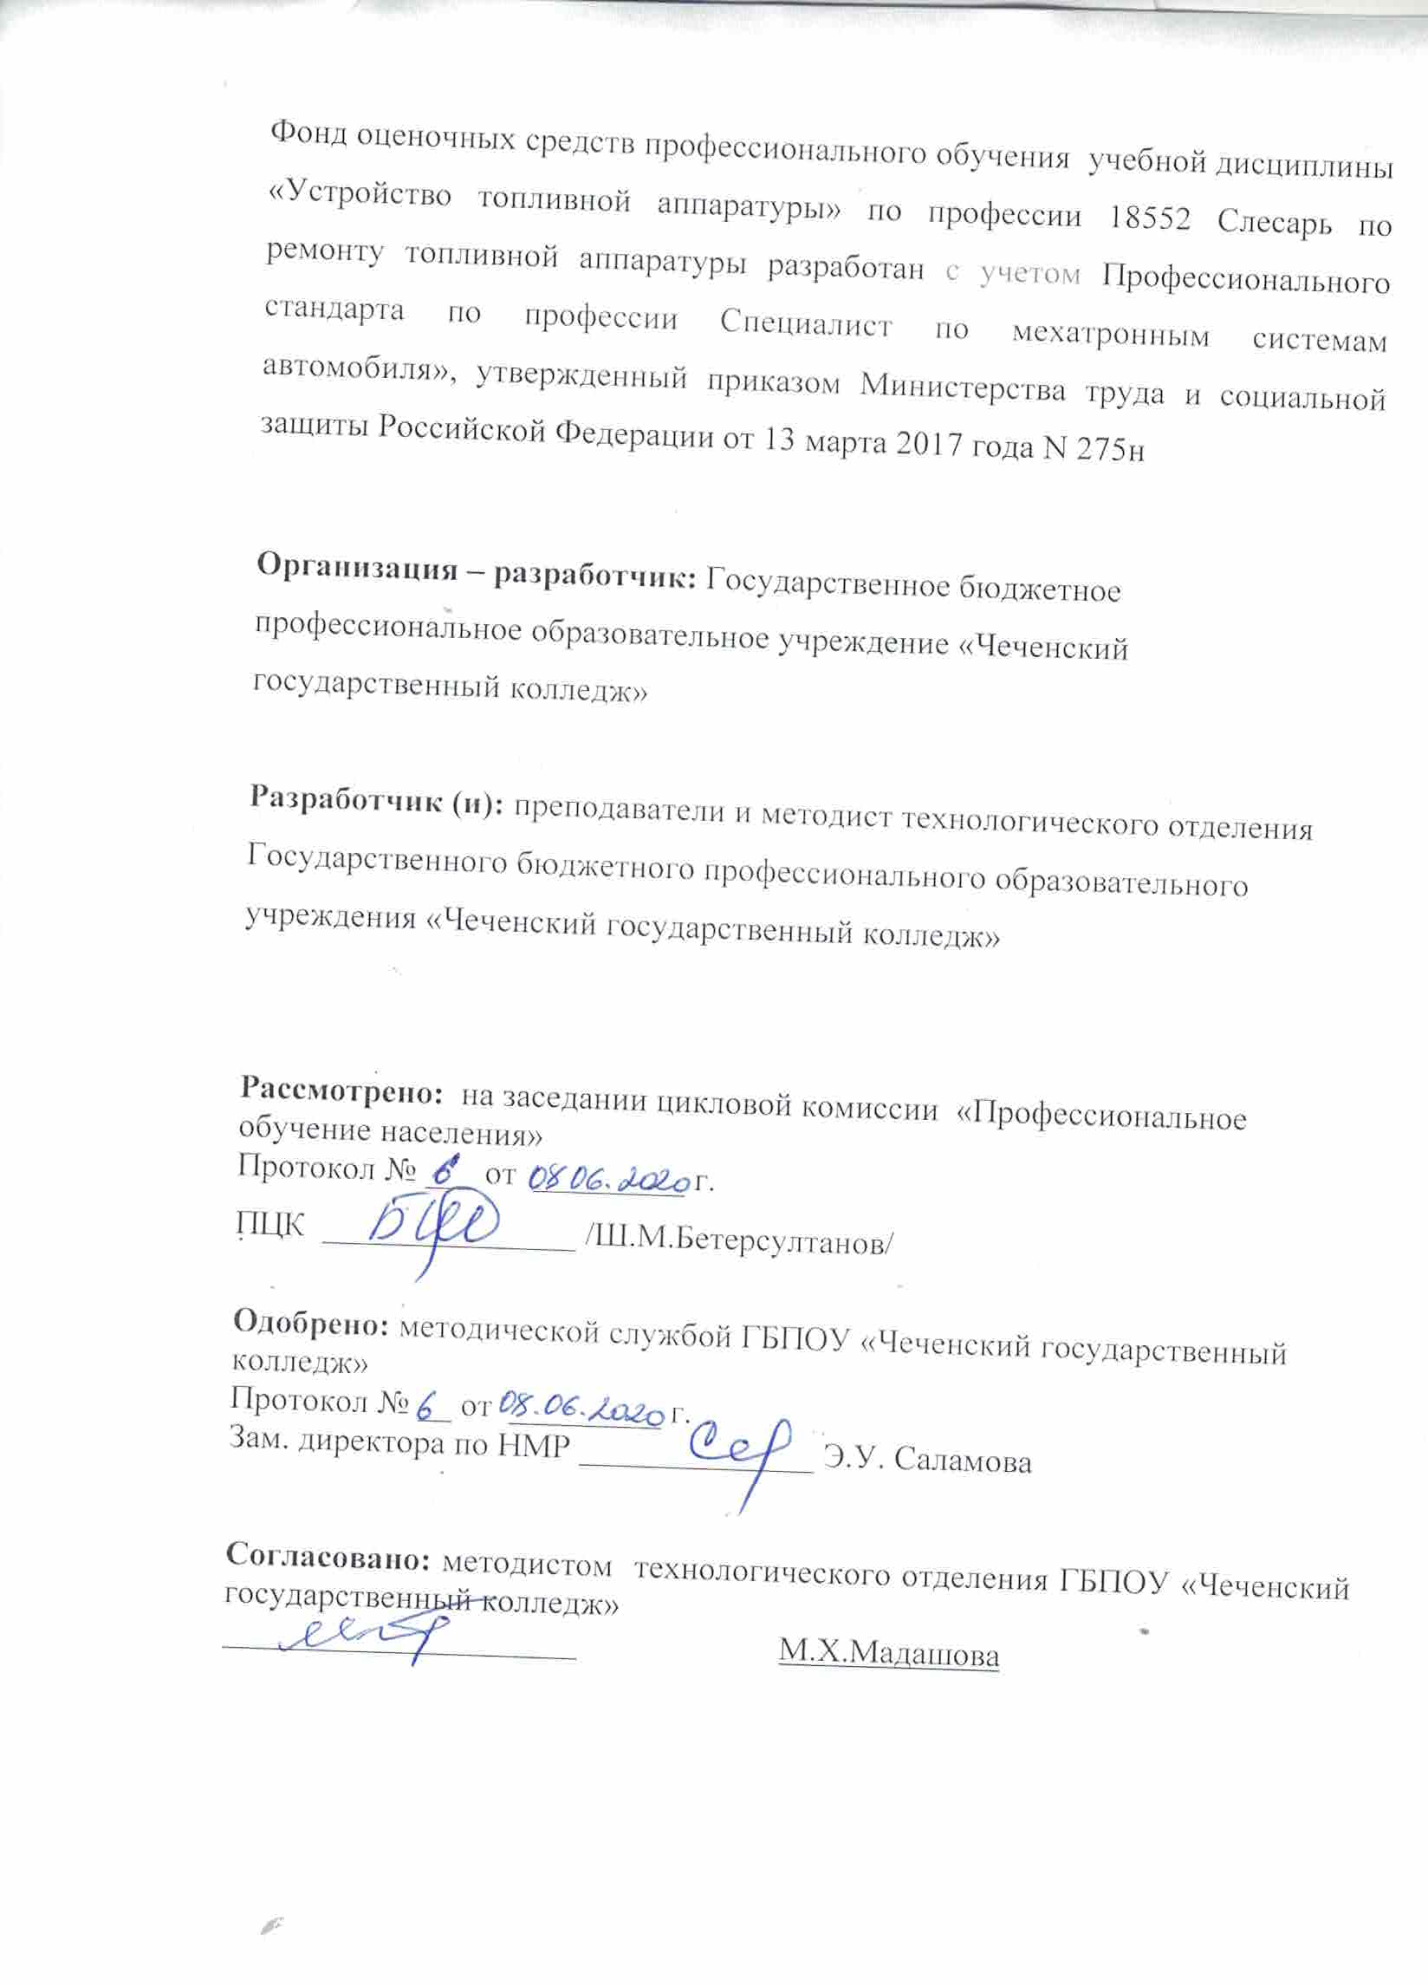 Фонд оценочных средств профессионального обучения учебной дисциплины
«Устройство топливной аппаратуры» по профессии 18552 Слесарь по
ремонту топливной аппаратуры разработан с учетом Профессионального
стандарта по профессии Специалист по мехатронным системам
автомобиля», утвержденный приказом Министерства труда и социальной
защиты Российской Федерации от 13 марта 2017 года N 275н
Организация – разработчик: Государственное бюджетное
профессиональное образовательное учреждение «Чеченский
государственный колледж»
Разработчик (и): преподаватели и методист технологического отделения
Государственного бюджетного профессионального образовательного
учреждения «Чеченский государственный колледж»
Рассмотрено: на заседании цикловой комиссии «Профессиональное
обучение населения»
Протокол № 6 от 08 06. 2020 г.
ПЦК /Ш.М.Бетерсултанов/
Одобрено: методической службой ГБПОУ «Чеченский государственный
колледж»
Протокол № 6 от 08.06.2020 г.
Зам. директора по НМР Э.У. Саламова
Согласовано: методистом технологического отделения ГБПОУ «Чеченский
государственный колледж»
М.Х.Мадашова